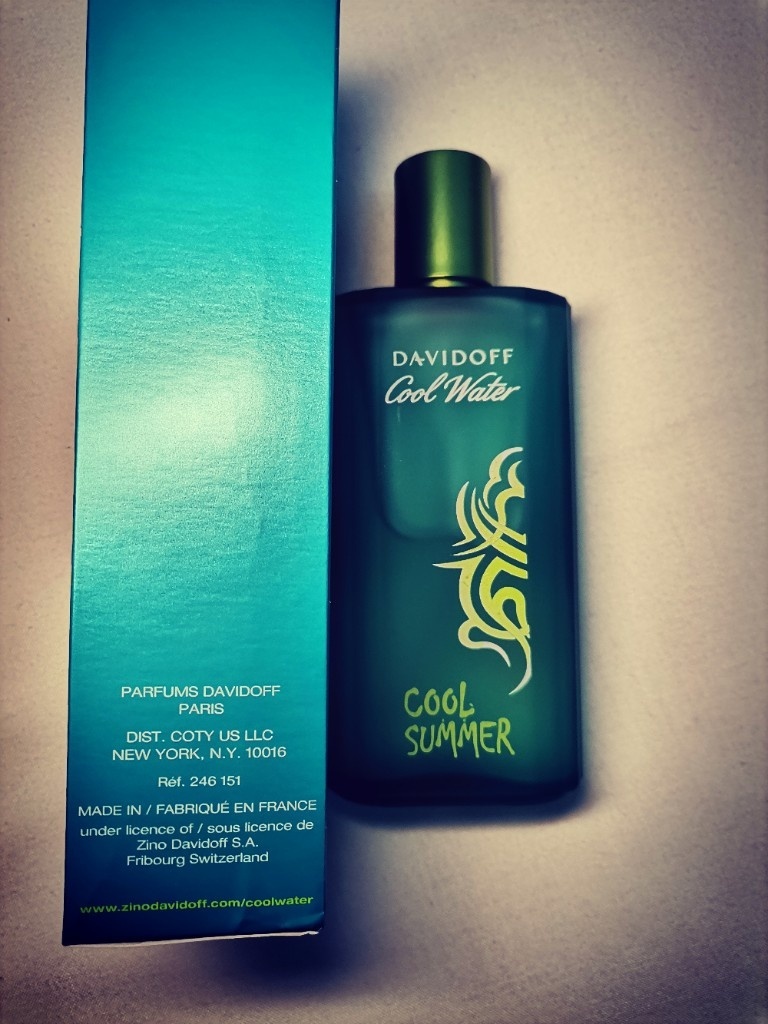 PARFUMS DAVIDOFF
PARIS
DIST. COTY US LLC
NEW YORK, N.Y. 10016
Réf. 246 151
MADE IN / FABRIQUÉ EN FRANCE
under licence of / sous licence de
Zino Davidoff S.A.
Fribourg Switzerland
www.zinodavidoff.com/coolwater
DAVIDOFF
Cool Water
COOL
SUMMER